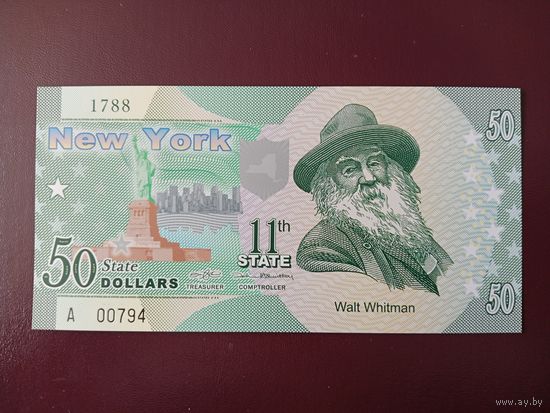 1788
New York
50
11th
STATE
50 State
DOLLARS
TREASURER COMPTROLLER
A 00794
Walt Whitman
50
www.ay.by